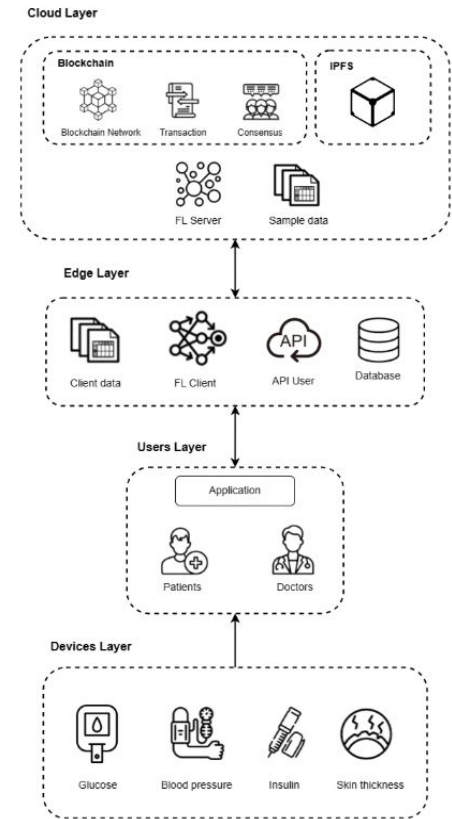 Cloud Layer
Blockchain
IPFS
Blockchain Network
Transaction
Consensus
FL Server
Sample data
Edge Layer
API
Client data
FL Client
API User
Database
Users Layer
Application
Patients
Doctors
Devices Layer
Glucose
Blood pressure
Insulin
Skin thickness